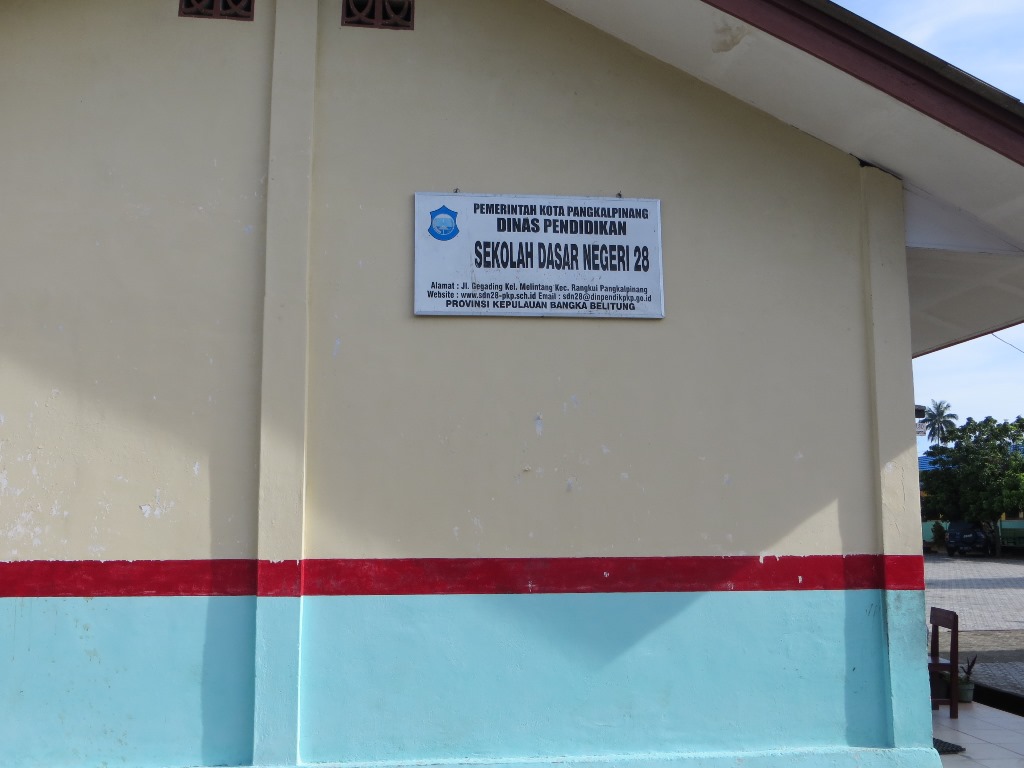 PEMERINTAH KOTA PANGKALPINANG
DINAS PENDIDIKAN
SEKOLAH DASAR NEGERI 28
Alamat : Jl. Gegading Kel. Melintang Kec. Rangkui Pangkalpinang
Website : www.sdn28-pkp.sch.id Email : sdn28@dinpendikpkp.go.id
PROVINSI KEPULAUAN BANGKA BELITUNG